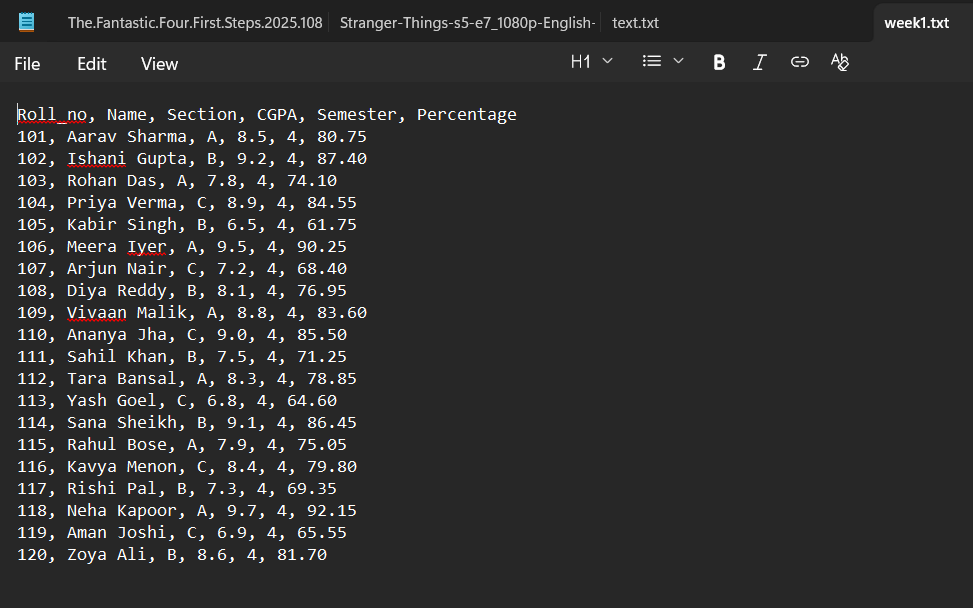 The.Fantastic.Four.First.Steps.2025.108
Stranger-Things-s5-e7_1080p-English-
text.txt
week1.txt
File
Edit
View
H1
B
I
Roll_no, Name, Section, CGPA, Semester, Percentage
101, Aarav Sharma, A, 8.5, 4, 80.75
102, Ishani Gupta, B, 9.2, 4, 87.40
103, Rohan Das, A, 7.8, 4, 74.10
104, Priya Verma, C, 8.9, 4, 84.55
105, Kabir Singh, B, 6.5, 4, 61.75
106, Meera Iyer, A, 9.5, 4, 90.25
107, Arjun Nair, C, 7.2, 4, 68.40
108, Diya Reddy, B, 8.1, 4, 76.95
109, Vivaan Malik, A, 8.8, 4, 83.60
110, Ananya Jha, C, 9.0, 4, 85.50
111, Sahil Khan, B, 7.5, 4, 71.25
112, Tara Bansal, A, 8.3, 4, 78.85
113, Yash Goel, C, 6.8, 4, 64.60
114, Sana Sheikh, B, 9.1, 4, 86.45
115, Rahul Bose, A, 7.9, 4, 75.05
116, Kavya Menon, C, 8.4, 4, 79.80
117, Rishi Pal, B, 7.3, 4, 69.35
118, Neha Kapoor, A, 9.7, 4, 92.15
119, Aman Joshi, C, 6.9, 4, 65.55
120, Zoya Ali, B, 8.6, 4, 81.70